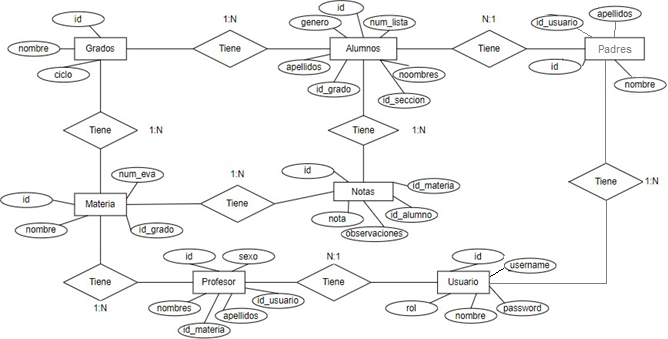 id
1:N
id
N:1
apellidos
genero
num_lista
id_usuario
nombre
Grados
Tiene
Alumnos
Tiene
Padres
ciclo
apellidos
noombres
id
nombre
id_grado
id_seccion
Tiene
1:N
Tiene
1:N
num_eva
1:N
id
id_materia
Tiene
1:N
id
Materia
Tiene
Notas
nombre
id_grado
nota
id_alumno
observaciones
id
sexo
N:1
id
username
Tiene
Profesor
Tiene
Usuario
1:N
nombres
id_usuario
rol
password
id_materia
apellidos
nombre